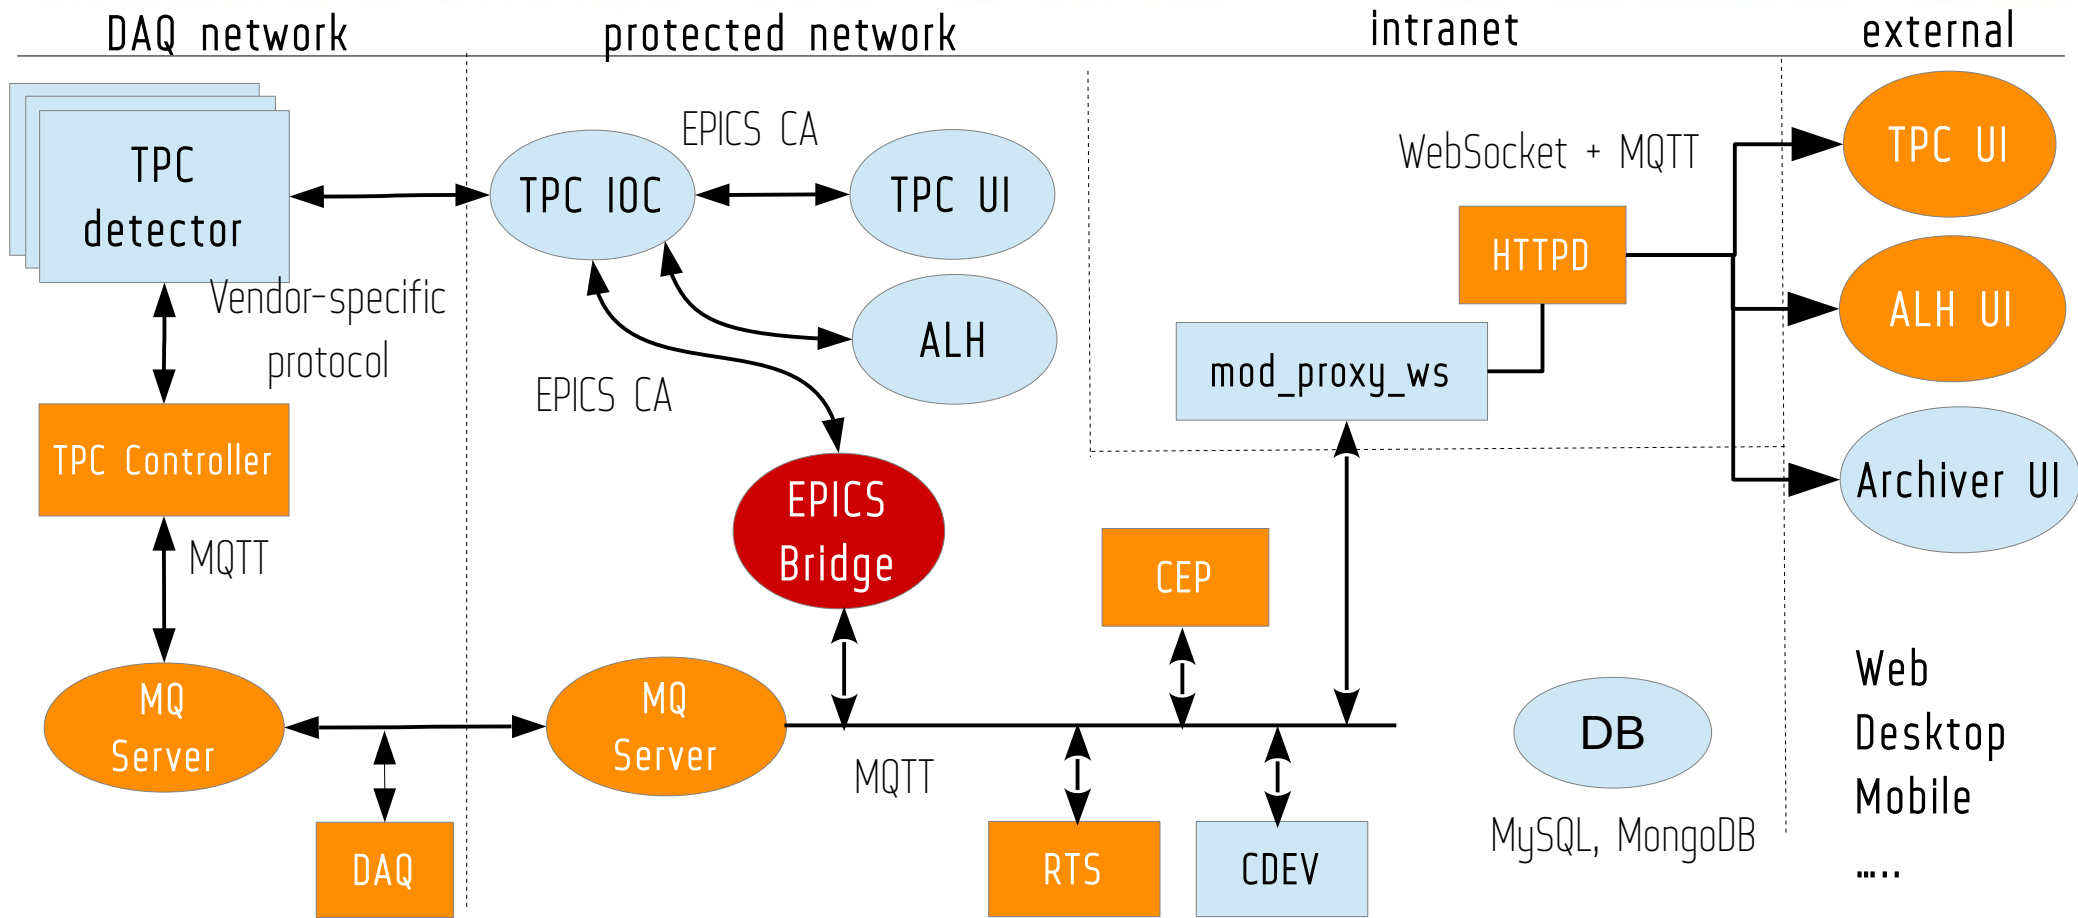 DAQ network
protected network
intranet
external
TPC
detector
Vendor-specific
protocol
TPC Controller
MQTT
MQ
Server
DAQ
EPICS CA
TPC IOC
TPC UI
ALH
EPICS CA
EPICS
Bridge
MQ
Server
MQTT
CEP
RTS
CDEV
WebSocket + MQTT
HTTPD
mod_proxy_ws
DB
MySQL, MongoDB
TPC UI
ALH UI
Archiver UI
Web
Desktop
Mobile
.....